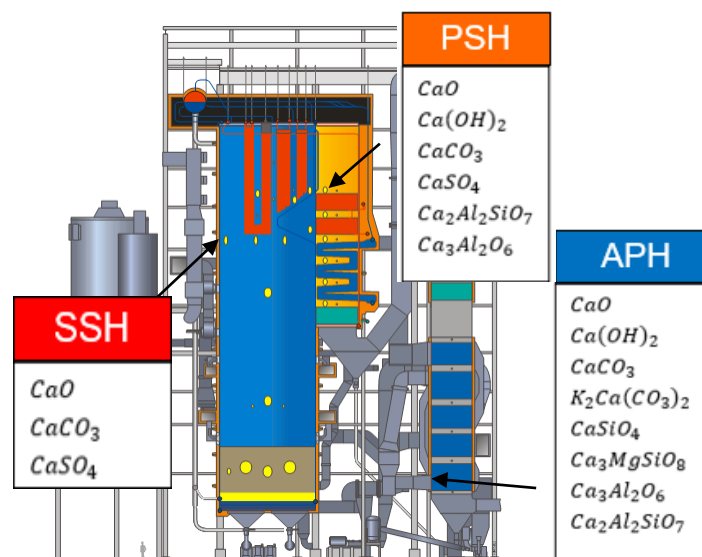 PSH
CaO
Ca(OH)₂
CaCO₃
CaSO₄
Ca₂Al₂SiO₇
Ca₃Al₂O₆
APH
CaO
Ca(OH)₂
CaCO₃
K₂Ca(CO₃)₂
CaSiO₄
Ca₃MgSiO₈
Ca₃Al₂O₆
Ca₂Al₂SiO₇
SSH
CaO
CaCO₃
CaSO₄